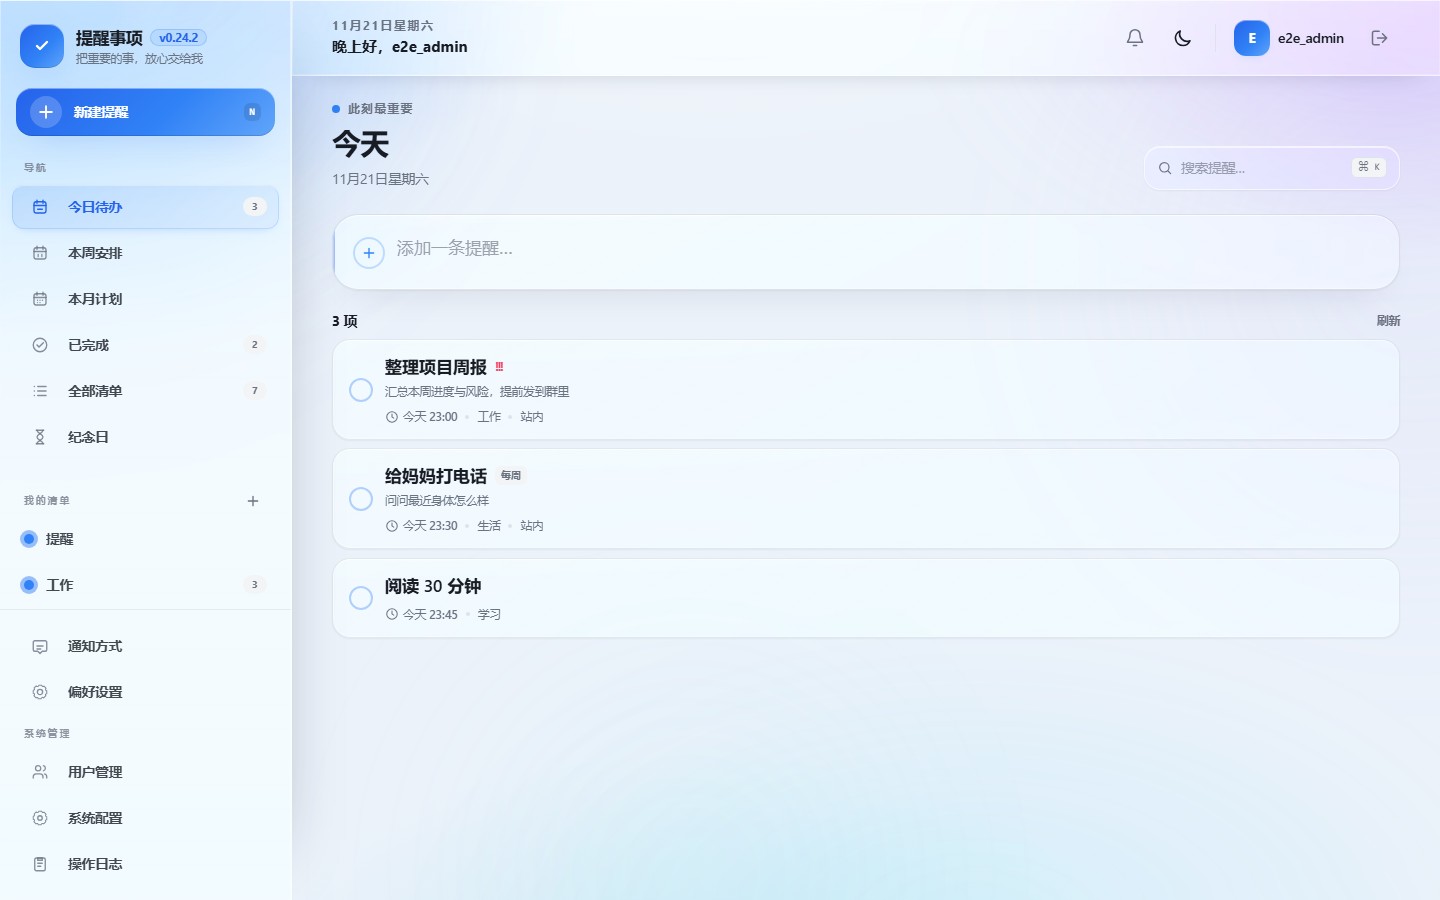 提醒事项 v0.24.2
把重要的事，放心交给我
新建提醒 N
导航
今日待办 3
本周安排
本月计划
已完成 2
全部清单 7
纪念日
我的清单
提醒
工作 3
通知方式
偏好设置
系统管理
用户管理
系统配置
操作日志
11月21日星期六
晚上好，e2e_admin
E e2e_admin
此刻最重要
今天
11月21日星期六
搜索提醒... ⌘ K
添加一条提醒...
3 项 刷新
整理项目周报 !!!
汇总本周进度与风险，提前发到群里
今天 23:00 工作 站内
给妈妈打电话 每周
问问最近身体怎么样
今天 23:30 生活 站内
阅读 30 分钟
今天 23:45 学习